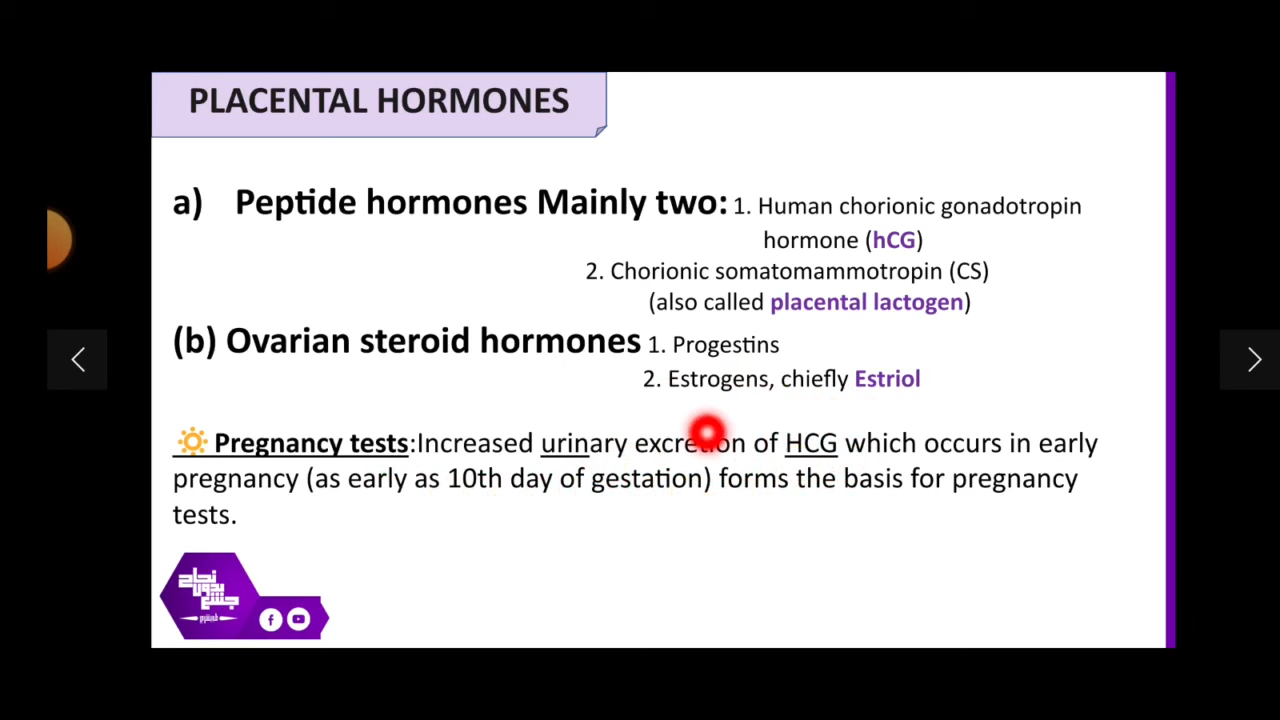 PLACENTAL HORMONES
a) Peptide hormones Mainly two: 1. Human chorionic gonadotropin
hormone (hCG)
2. Chorionic somatomammotropin (CS)
(also called placental lactogen)
(b) Ovarian steroid hormones 1. Progestins
2. Estrogens, chiefly Estriol
Pregnancy tests:Increased urinary excretion of HCG which occurs in early
pregnancy (as early as 10th day of gestation) forms the basis for pregnancy
tests.
نحاح
بدون